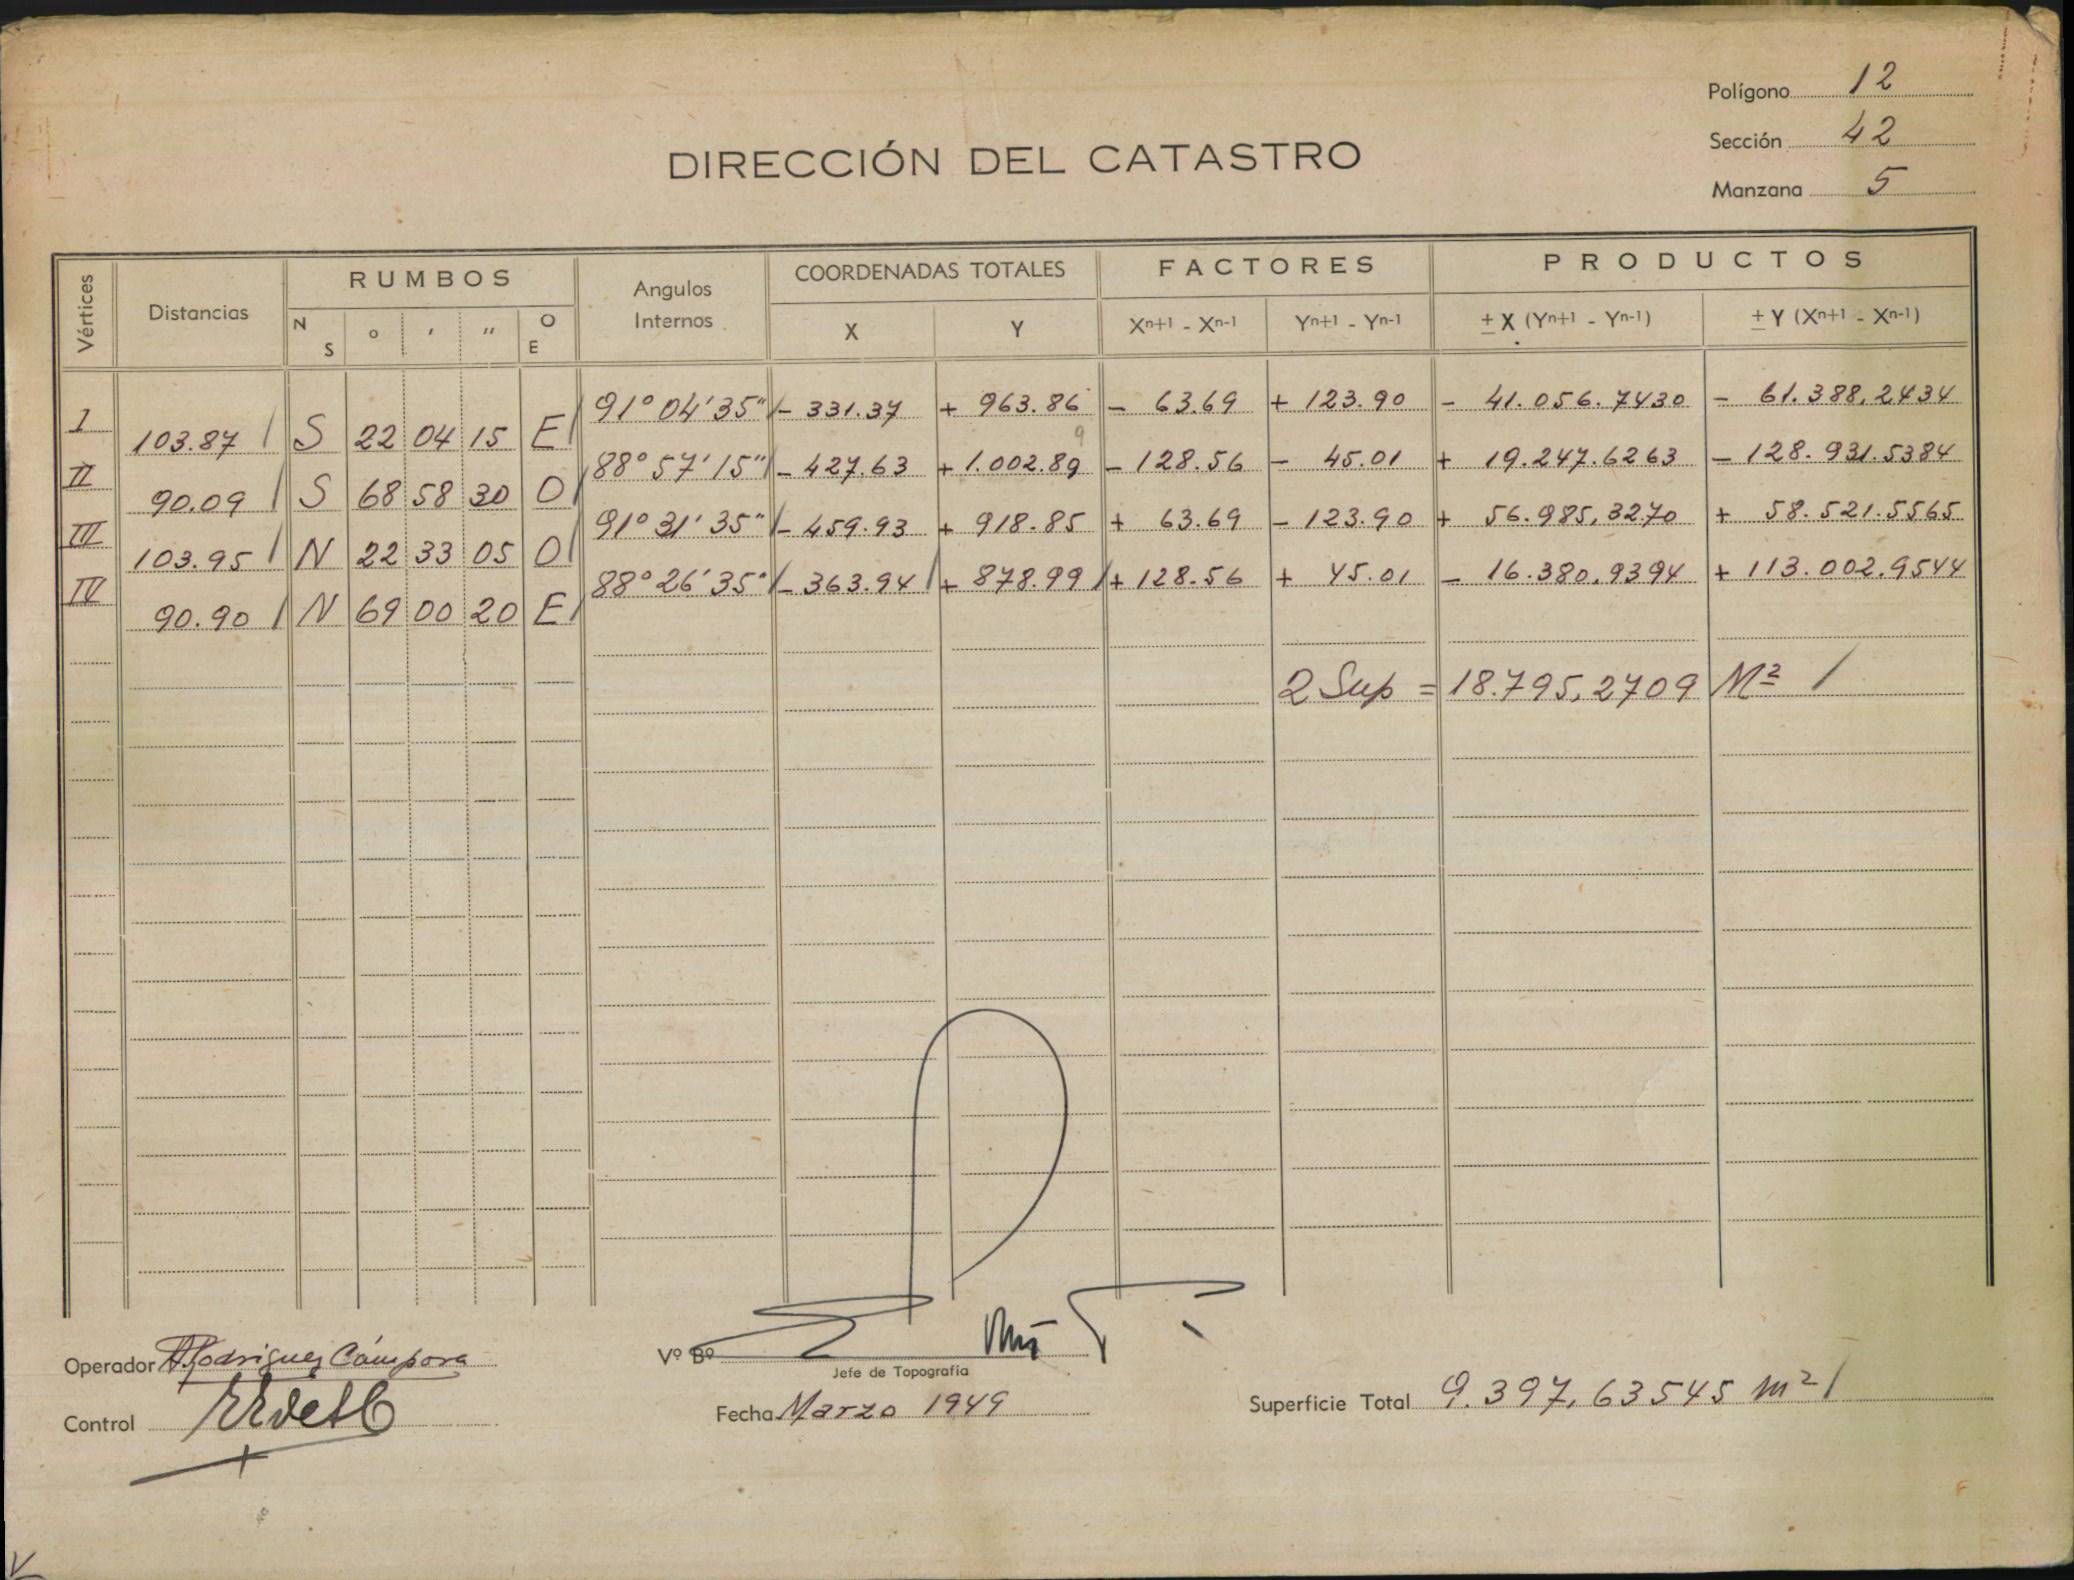 Polígono 12
Sección 42
Manzana 5
DIRECCIÓN DEL CATASTRO
Vértices Distancias RUMBOS Angulos Internos COORDENADAS TOTALES FACTORES PRODUCTOS
N S o ′ ″ O E X Y Xn+1 - Xn-1 Yn+1 - Yn-1 ± X (Yn+1 - Yn-1) ± Y (Xn+1 - Xn-1)
I 91° 04' 35" - 331.37 + 963.86 - 63.69 + 123.90 - 41.056.7430 - 61.388,2434
103.87 S 22 04 15 E
9
II 88° 57' 15" - 427.63 + 1.002.89 - 128.56 - 45.01 + 19.247.6263 - 128.931.5384
90.09 S 68 58 30 O
III 91° 31' 35" - 459.93 + 918.85 + 63.69 - 123.90 + 56.985,3270 + 58.521.5565
103.95 N 22 33 05 O
IV 88° 26' 35" - 363.94 + 878.99 + 128.56 + 45.01 - 16.380,9394 + 113.002.9544
90.90 N 69 00 20 E
2 Sup = 18.795,2709 M²
Operador A. Rodriguez Cámpora
Vº Bº
Jefe de Topografía
Control
Fecha Marzo 1949
Superficie Total 9.397,63545 m²